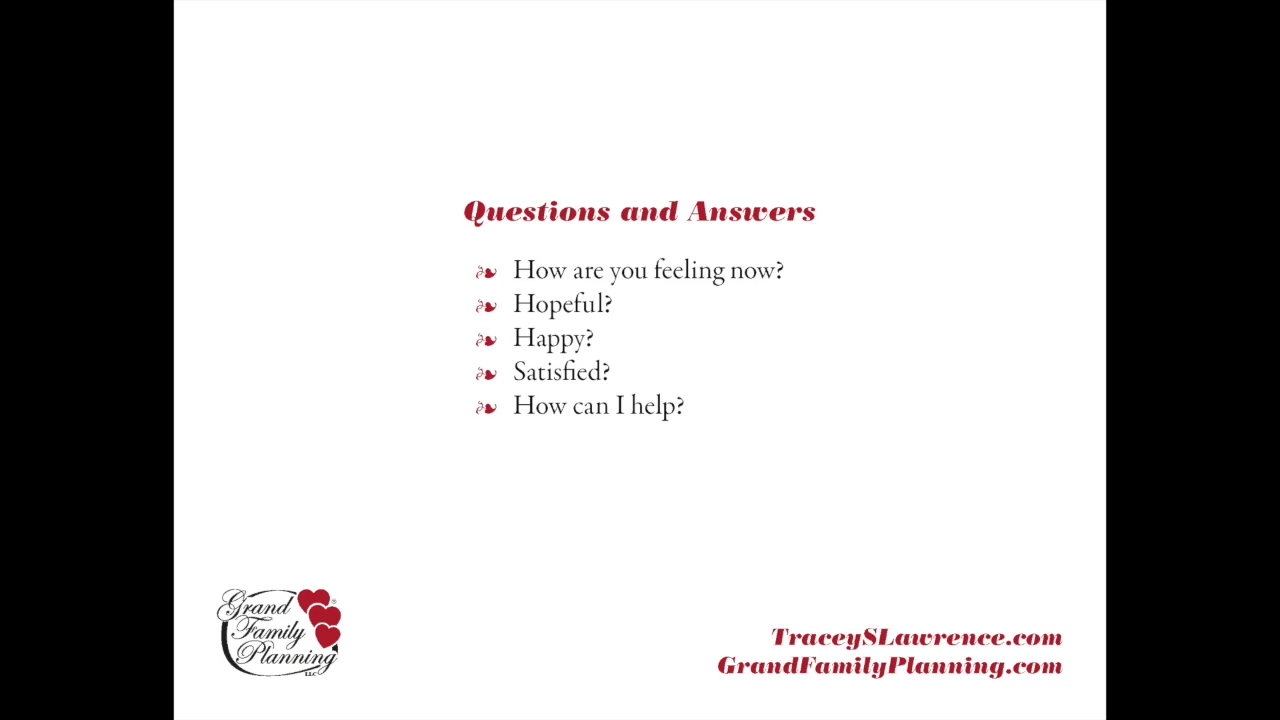 Questions and Answers
How are you feeling now?
Hopeful?
Happy?
Satisfied?
How can I help?
Grand
Family
Planning
LLC
®
TraceySLawrence.com
GrandFamilyPlanning.com